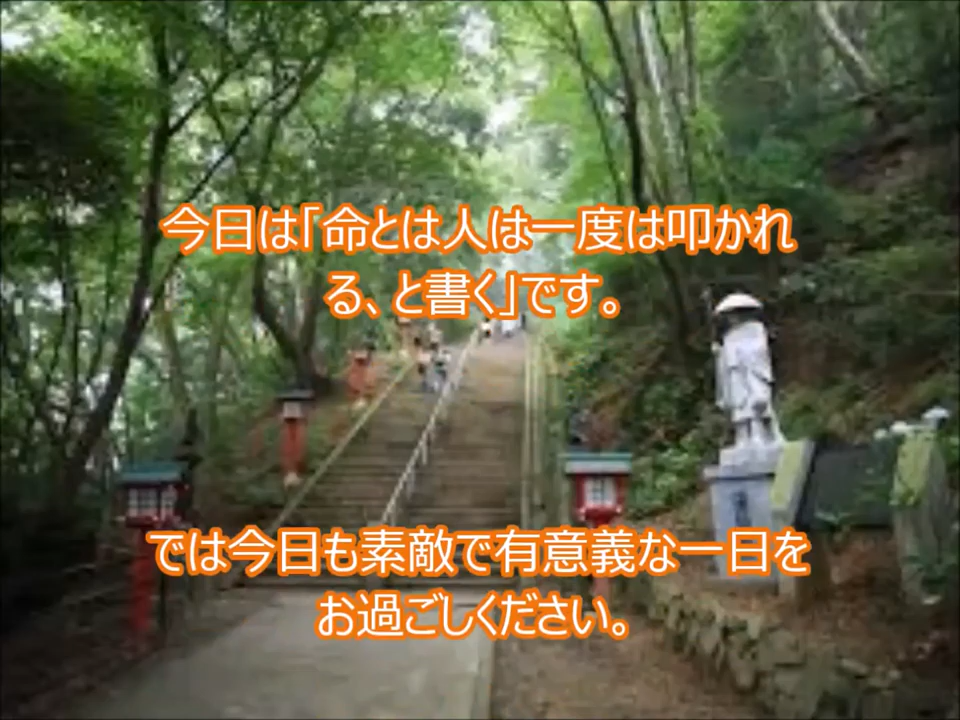 今日は「命とは人は一度は叩かれ
る、と書く」です。
では今日も素敵で有意義な一日を
お過ごしください。